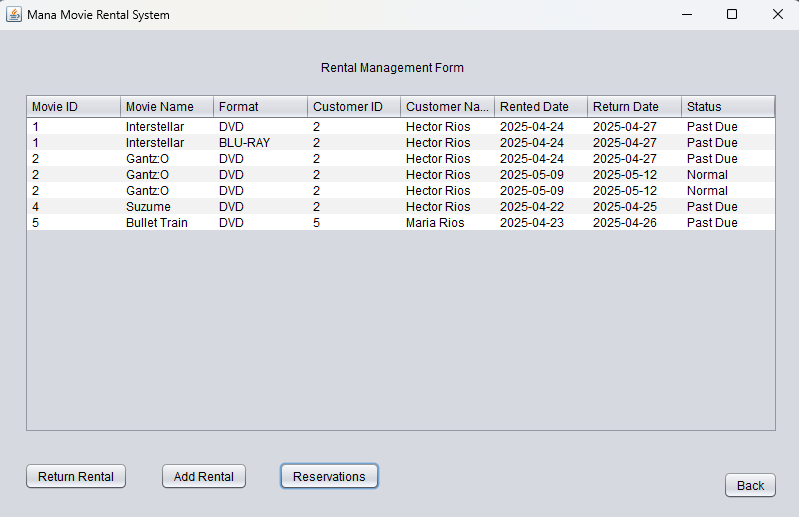 Mana Movie Rental System
Rental Management Form
Movie ID Movie Name Format Customer ID Customer Na... Rented Date Return Date Status
1 Interstellar DVD 2 Hector Rios 2025-04-24 2025-04-27 Past Due
1 Interstellar BLU-RAY 2 Hector Rios 2025-04-24 2025-04-27 Past Due
2 Gantz:O DVD 2 Hector Rios 2025-04-24 2025-04-27 Past Due
2 Gantz:O DVD 2 Hector Rios 2025-05-09 2025-05-12 Normal
2 Gantz:O DVD 2 Hector Rios 2025-05-09 2025-05-12 Normal
4 Suzume DVD 2 Hector Rios 2025-04-22 2025-04-25 Past Due
5 Bullet Train DVD 5 Maria Rios 2025-04-23 2025-04-26 Past Due
Return Rental Add Rental Reservations Back